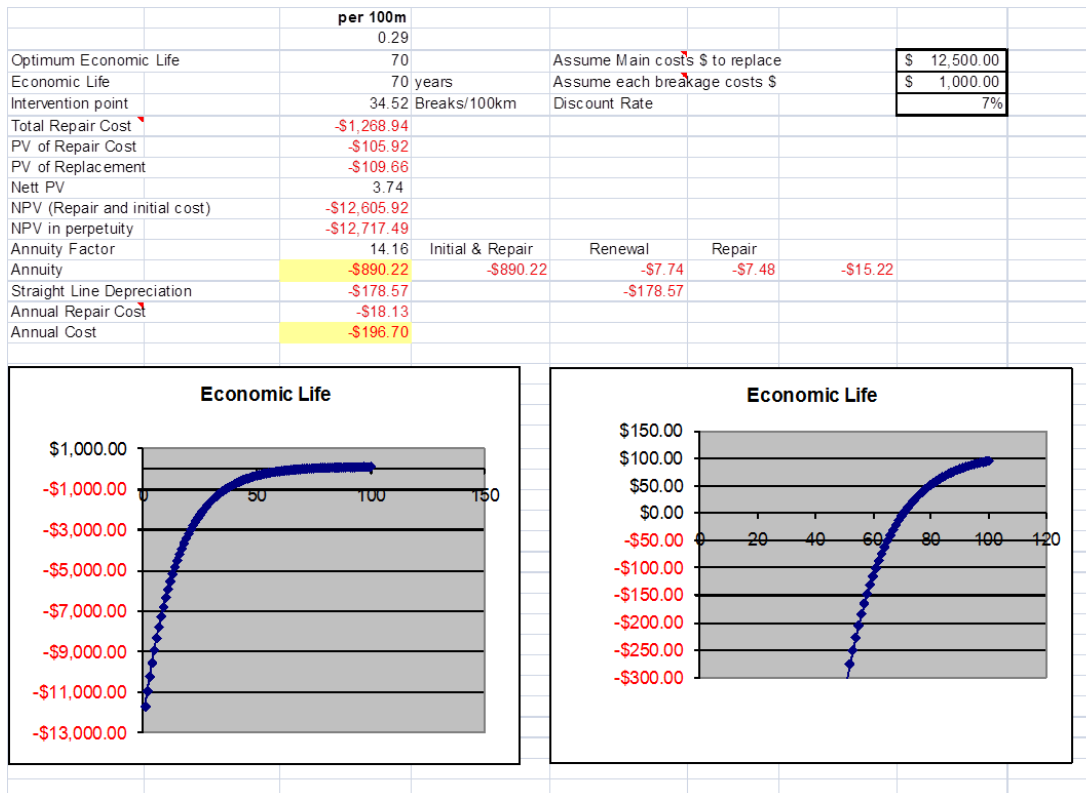 per 100m
0.29
Optimum Economic Life 70 Assume Main costs $ to replace $ 12,500.00
Economic Life 70 years Assume each breakage costs $ $ 1,000.00
Intervention point 34.52 Breaks/100km Discount Rate 7%
Total Repair Cost -$1,268.94
PV of Repair Cost -$105.92
PV of Replacement -$109.66
Nett PV 3.74
NPV (Repair and initial cost) -$12,605.92
NPV in perpetuity -$12,717.49
Annuity Factor 14.16 Initial & Repair Renewal Repair
Annuity -$890.22 -$890.22 -$7.74 -$7.48 -$15.22
Straight Line Depreciation -$178.57 -$178.57
Annual Repair Cost -$18.13
Annual Cost -$196.70
Economic Life
$1,000.00
-$1,000.00
-$3,000.00
-$5,000.00
-$7,000.00
-$9,000.00
-$11,000.00
-$13,000.00
0 50 100 150
Economic Life
$150.00
$100.00
$50.00
$0.00
-$50.00
-$100.00
-$150.00
-$200.00
-$250.00
-$300.00
0 20 40 60 80 100 120